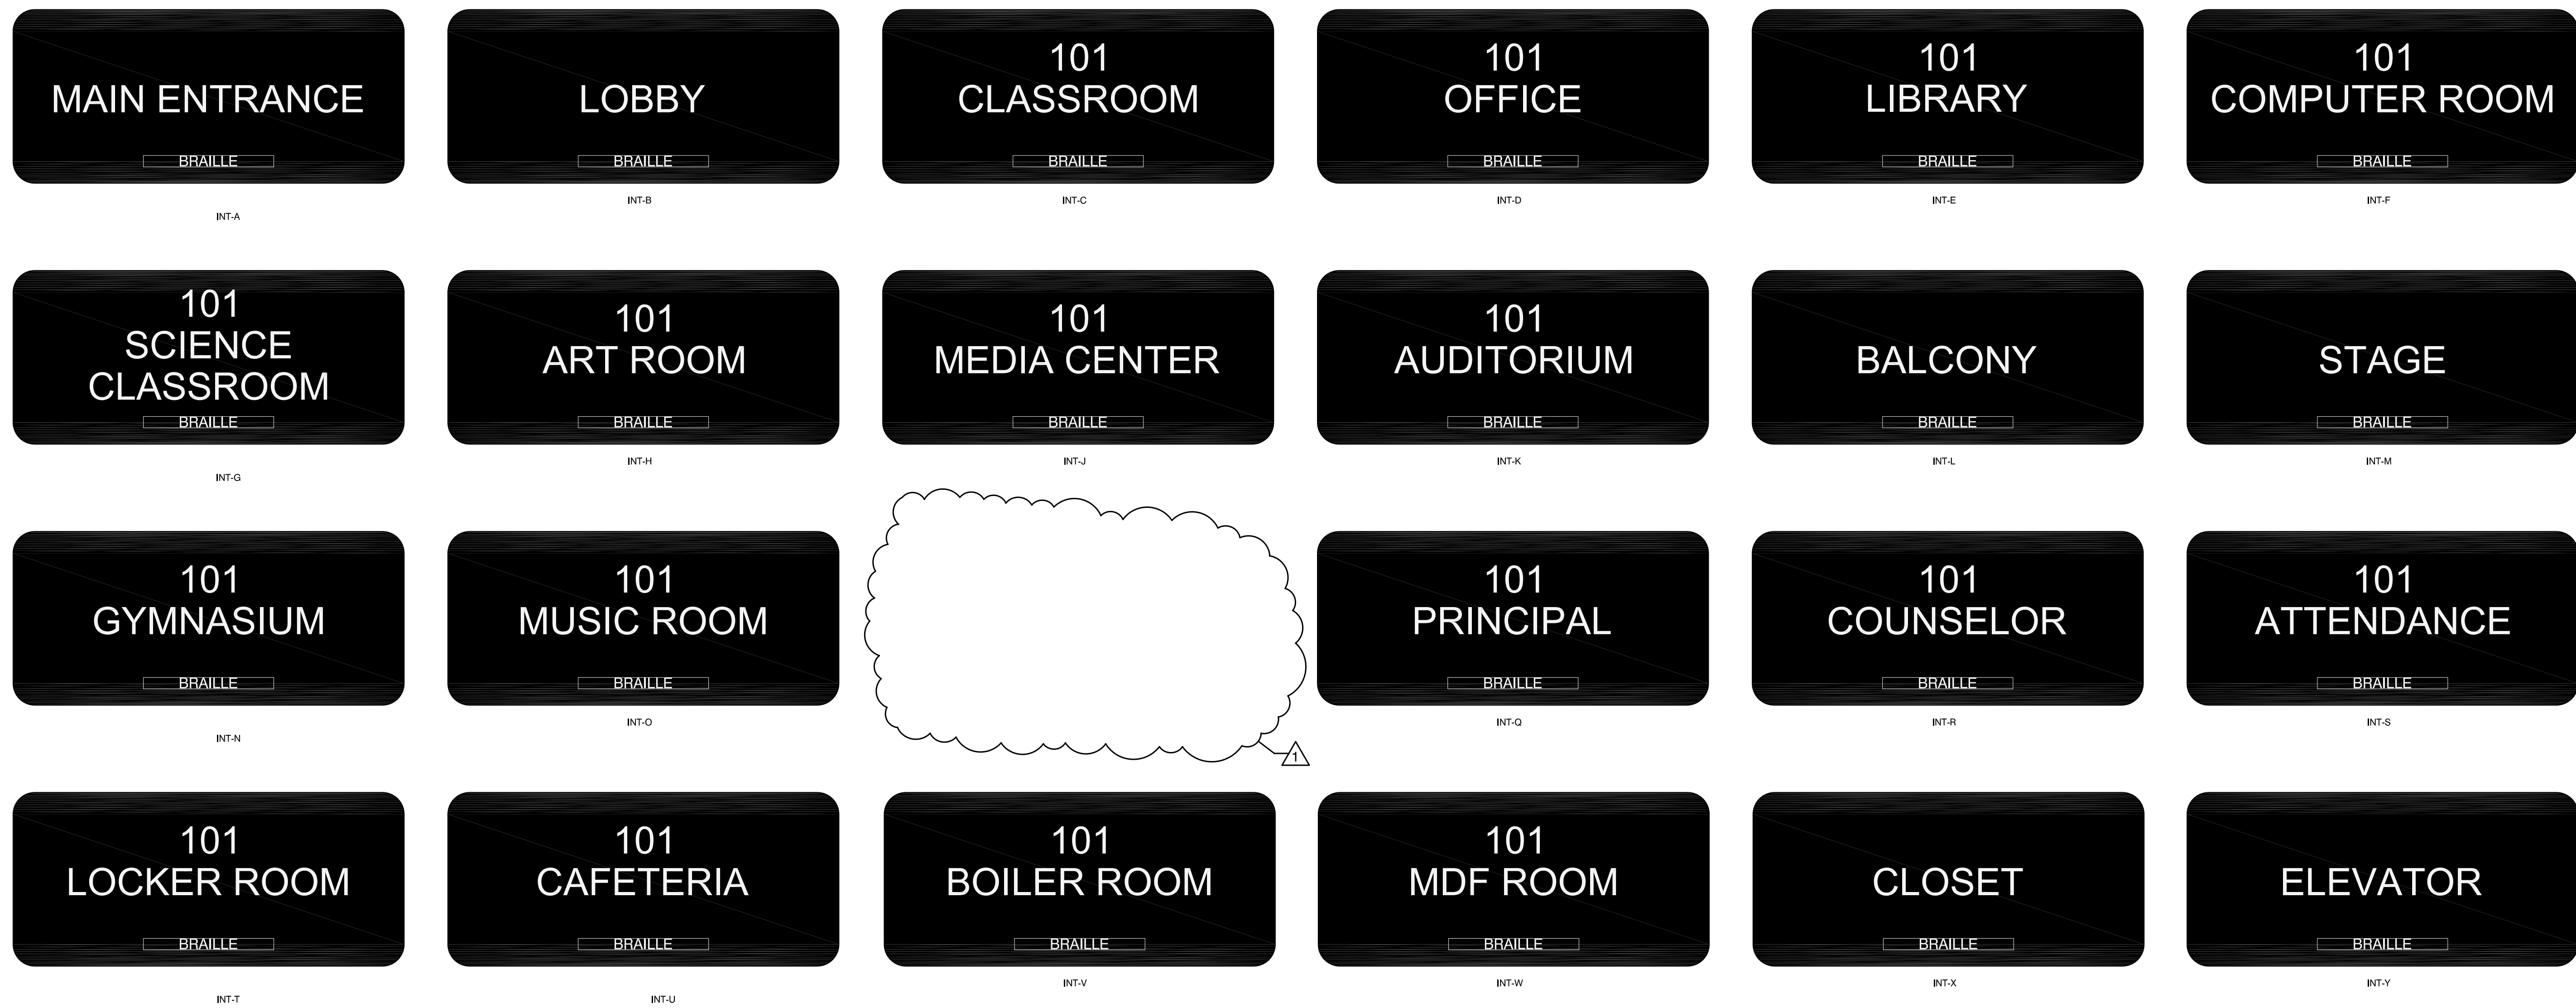 MAIN ENTRANCE
BRAILLE
INT-A
LOBBY
BRAILLE
INT-B
101
CLASSROOM
BRAILLE
INT-C
101
OFFICE
BRAILLE
INT-D
101
LIBRARY
BRAILLE
INT-E
101
COMPUTER ROOM
BRAILLE
INT-F
101
SCIENCE
CLASSROOM
BRAILLE
INT-G
101
ART ROOM
BRAILLE
INT-H
101
MEDIA CENTER
BRAILLE
INT-J
101
AUDITORIUM
BRAILLE
INT-K
BALCONY
BRAILLE
INT-L
STAGE
BRAILLE
INT-M
101
GYMNASIUM
BRAILLE
INT-N
101
MUSIC ROOM
BRAILLE
INT-O
1
101
PRINCIPAL
BRAILLE
INT-Q
101
COUNSELOR
BRAILLE
INT-R
101
ATTENDANCE
BRAILLE
INT-S
101
LOCKER ROOM
BRAILLE
INT-T
101
CAFETERIA
BRAILLE
INT-U
101
BOILER ROOM
BRAILLE
INT-V
101
MDF ROOM
BRAILLE
INT-W
CLOSET
BRAILLE
INT-X
ELEVATOR
BRAILLE
INT-Y